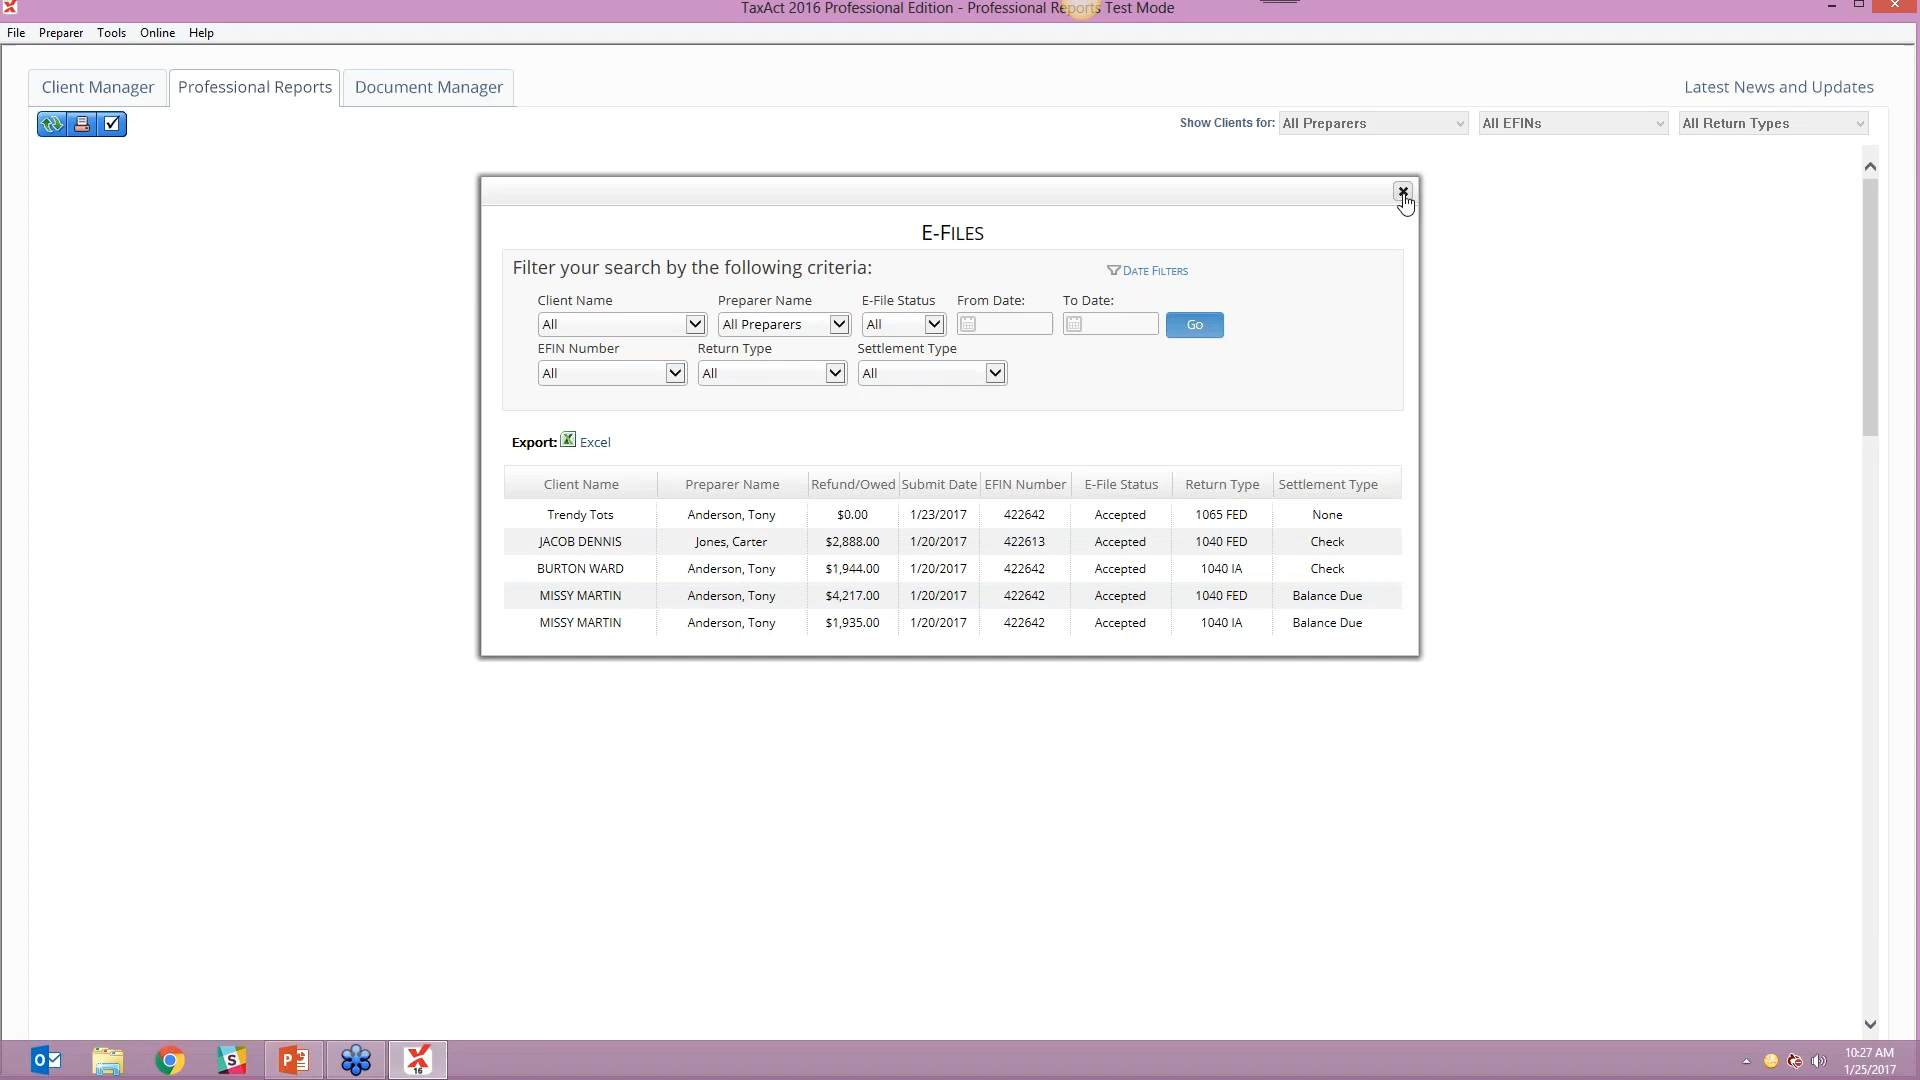 TaxAct 2016 Professional Edition - Professional Reports Test Mode
File Preparer Tools Online Help
Client Manager Professional Reports Document Manager Latest News and Updates
Show Clients for: All Preparers All EFINs All Return Types
E-FILES
Filter your search by the following criteria: DATE FILTERS
Client Name Preparer Name E-File Status From Date: To Date:
All All Preparers All Go
EFIN Number Return Type Settlement Type
All All All
Export: Excel
Client Name Preparer Name Refund/Owed Submit Date EFIN Number E-File Status Return Type Settlement Type
Trendy Tots Anderson, Tony $0.00 1/23/2017 422642 Accepted 1065 FED None
JACOB DENNIS Jones, Carter $2,888.00 1/20/2017 422613 Accepted 1040 FED Check
BURTON WARD Anderson, Tony $1,944.00 1/20/2017 422642 Accepted 1040 IA Check
MISSY MARTIN Anderson, Tony $4,217.00 1/20/2017 422642 Accepted 1040 FED Balance Due
MISSY MARTIN Anderson, Tony $1,935.00 1/20/2017 422642 Accepted 1040 IA Balance Due
16
10:27 AM
1/25/2017